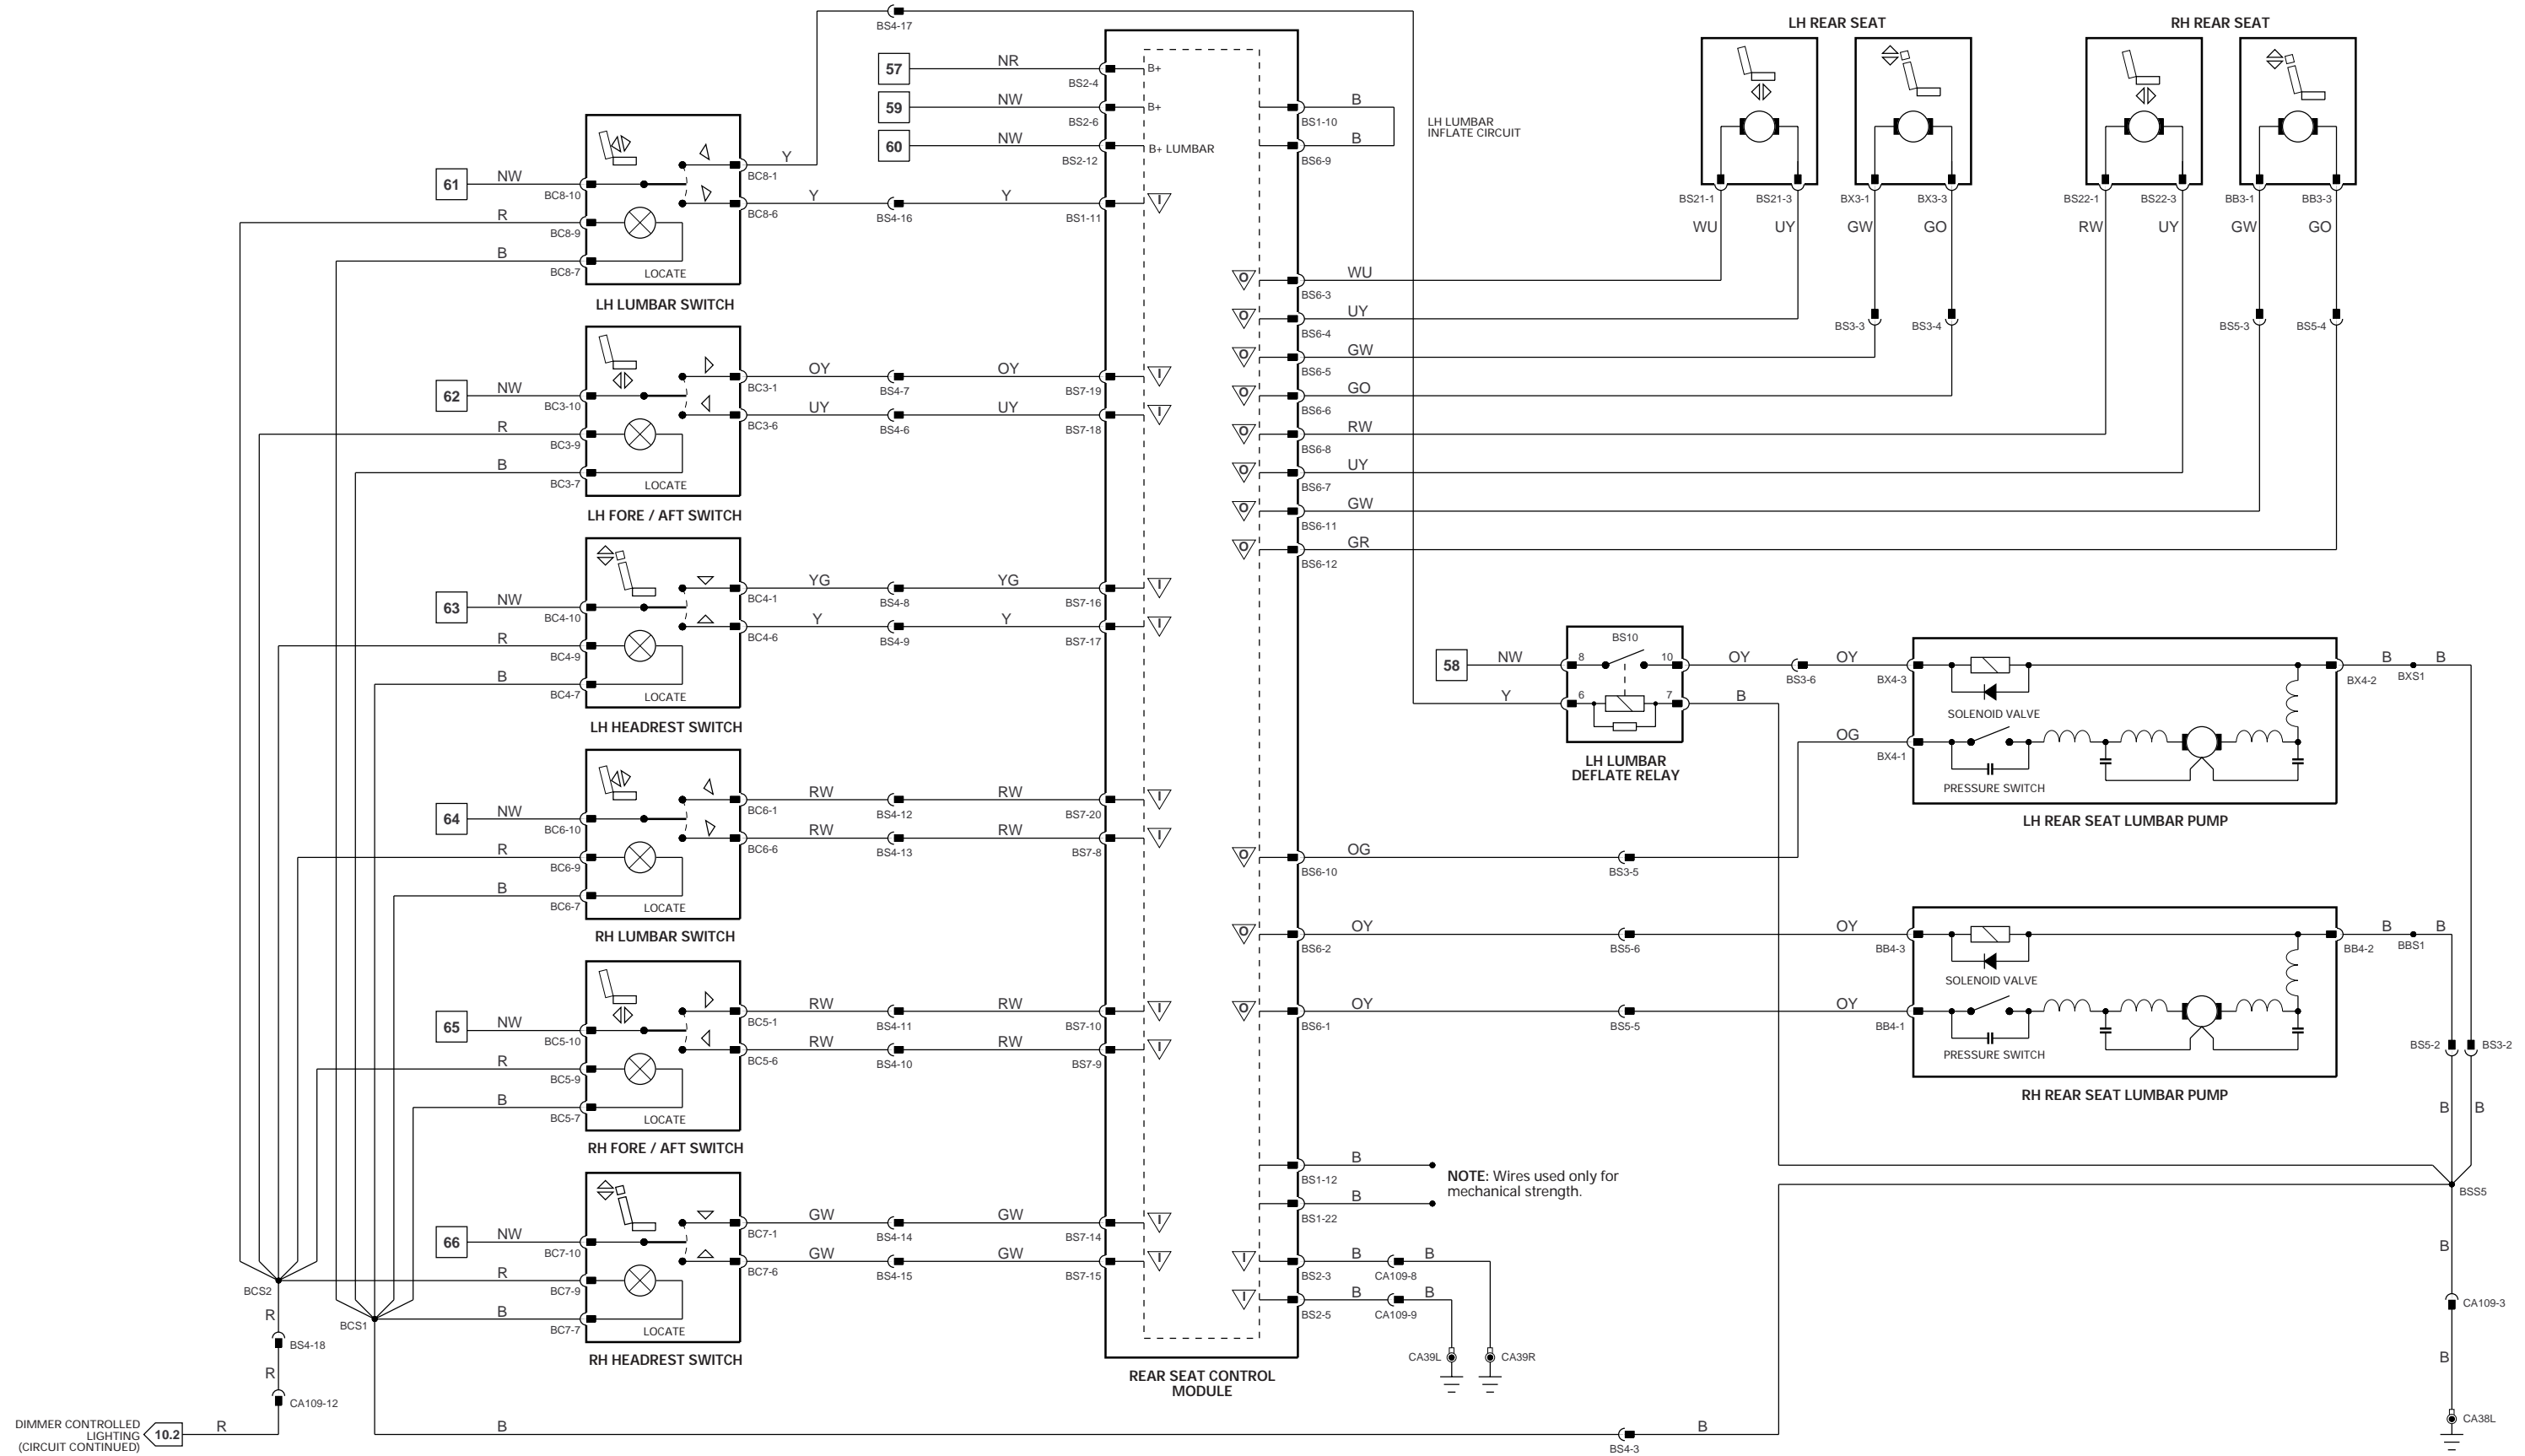 BS4-17
LH REAR SEAT
RH REAR SEAT
57
NR
BS2-4
B+
59
NW
BS2-6
B+
60
NW
BS2-12
B+ LUMBAR
B
BS1-10
B
BS6-9
LH LUMBAR
INFLATE CIRCUIT
BS21-1
BS21-3
BX3-1
BX3-3
BS22-1
BS22-3
BB3-1
BB3-3
WU
UY
GW
GO
RW
UY
GW
GO
BS3-3
BS3-4
BS5-3
BS5-4
61
NW
BC8-10
R
BC8-9
B
BC8-7
LOCATE
Y
BC8-1
Y
BC8-6
BS4-16
Y
BS1-11
I
LH LUMBAR SWITCH
O
WU
BS6-3
O
UY
BS6-4
O
GW
BS6-5
O
GO
BS6-6
O
RW
BS6-8
O
UY
BS6-7
O
GW
BS6-11
O
GR
BS6-12
62
NW
BC3-10
R
BC3-9
B
BC3-7
LOCATE
BC3-1
OY
BS4-7
OY
BS7-19
I
BC3-6
UY
BS4-6
UY
BS7-18
I
LH FORE / AFT SWITCH
63
NW
BC4-10
R
BC4-9
B
BC4-7
LOCATE
BC4-1
YG
BS4-8
YG
BS7-16
I
BC4-6
Y
BS4-9
Y
BS7-17
I
LH HEADREST SWITCH
58
NW
BS10
8
10
OY
BS3-6
OY
BX4-3
Y
6
7
B
LH LUMBAR
DEFLATE RELAY
SOLENOID VALVE
BX4-2
B
BXS1
B
OG
BX4-1
PRESSURE SWITCH
LH REAR SEAT LUMBAR PUMP
64
NW
BC6-10
R
BC6-9
B
BC6-7
LOCATE
BC6-1
RW
BS4-12
RW
BS7-20
I
BC6-6
RW
BS4-13
RW
BS7-8
I
RH LUMBAR SWITCH
O
OG
BS6-10
BS3-5
O
OY
BS6-2
BS5-6
OY
BB4-3
SOLENOID VALVE
BB4-2
B
BBS1
B
O
OY
BS6-1
BS5-5
OY
BB4-1
PRESSURE SWITCH
RH REAR SEAT LUMBAR PUMP
BS5-2
BS3-2
B
B
65
NW
BC5-10
R
BC5-9
B
BC5-7
LOCATE
BC5-1
RW
BS4-11
RW
BS7-10
I
BC5-6
RW
BS4-10
RW
BS7-9
I
RH FORE / AFT SWITCH
B
BS1-12
B
BS1-22
NOTE: Wires used only for
mechanical strength.
BSS5
66
NW
BC7-10
R
BC7-9
B
BC7-7
LOCATE
BC7-1
GW
BS4-14
GW
BS7-14
I
BC7-6
GW
BS4-15
GW
BS7-15
I
RH HEADREST SWITCH
I
B
BS2-3
CA109-8
B
I
B
BS2-5
CA109-9
B
CA39L
CA39R
B
CA109-3
B
CA38L
REAR SEAT CONTROL
MODULE
BCS2
R
BCS1
BS4-18
R
CA109-12
DIMMER CONTROLLED
LIGHTING
(CIRCUIT CONTINUED)
10.2
R
B
BS4-3
B